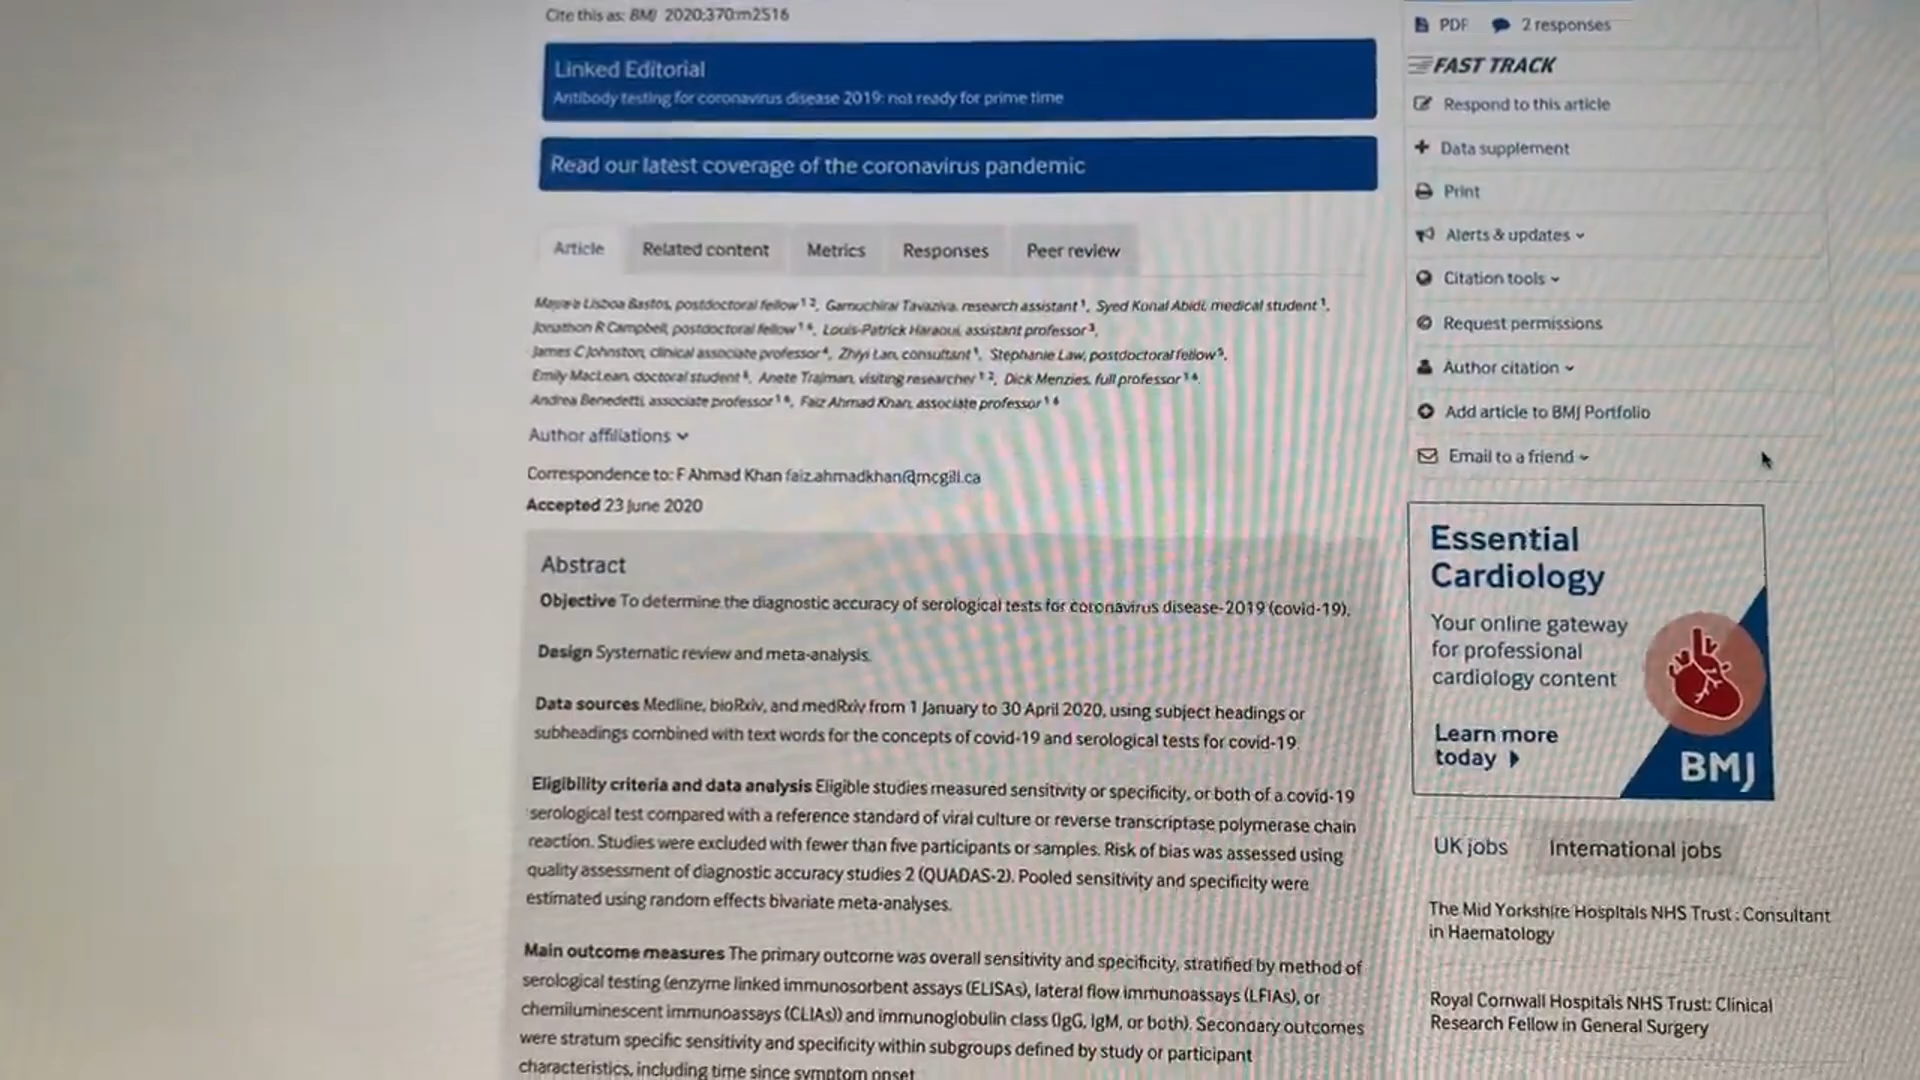 Cite this as: BMJ 2020;370:m2516
Linked Editorial
Antibody testing for coronavirus disease 2019: not ready for prime time
Read our latest coverage of the coronavirus pandemic
Article Related content Metrics Responses Peer review
Lisboa Bastos, postdoctoral fellow 1 2, Gamuchirai Tavaziva, research assistant 1, Syed Kunal Abidi, medical student 1,
Jonathon R Campbell, postdoctoral fellow 1 4, Louis-Patrick Haraoui, assistant professor 3,
James C Johnston, clinical associate professor 4, Zhiyi Lan, consultant 1, Stephanie Law, postdoctoral fellow 5,
Emily MacLean, doctoral student 6, Anete Trajman, visiting researcher 1 2, Dick Menzies, full professor 1 6,
Andrea Benedetti, associate professor 1 6, Faiz Ahmad Khan, associate professor 1 6
Author affiliations
Correspondence to: F Ahmad Khan faiz.ahmadkhan@mcgill.ca
Accepted 23 June 2020
Abstract
Objective To determine the diagnostic accuracy of serological tests for coronavirus disease-2019 (covid-19).
Design Systematic review and meta-analysis.
Data sources Medline, bioRxiv, and medRxiv from 1 January to 30 April 2020, using subject headings or
subheadings combined with text words for the concepts of covid-19 and serological tests for covid-19.
Eligibility criteria and data analysis Eligible studies measured sensitivity or specificity, or both of a covid-19
serological test compared with a reference standard of viral culture or reverse transcriptase polymerase chain
reaction. Studies were excluded with fewer than five participants or samples. Risk of bias was assessed using
quality assessment of diagnostic accuracy studies 2 (QUADAS-2). Pooled sensitivity and specificity were
estimated using random effects bivariate meta-analyses.
Main outcome measures The primary outcome was overall sensitivity and specificity, stratified by method of
serological testing (enzyme linked immunosorbent assays (ELISAs), lateral flow immunoassays (LFIAs), or
chemiluminescent immunoassays (CLIAs)) and immunoglobulin class (IgG, IgM, or both). Secondary outcomes
were stratum specific sensitivity and specificity within subgroups defined by study or participant
characteristics, including time since symptom onset
PDF 2 responses
FAST TRACK
Respond to this article
Data supplement
Print
Alerts & updates
Citation tools
Request permissions
Author citation
Add article to BMJ Portfolio
Email to a friend
Essential
Cardiology
Your online gateway
for professional
cardiology content
Learn more
today
BMJ
UK jobs International jobs
The Mid Yorkshire Hospitals NHS Trust : Consultant
in Haematology
Royal Cornwall Hospitals NHS Trust: Clinical
Research Fellow in General Surgery